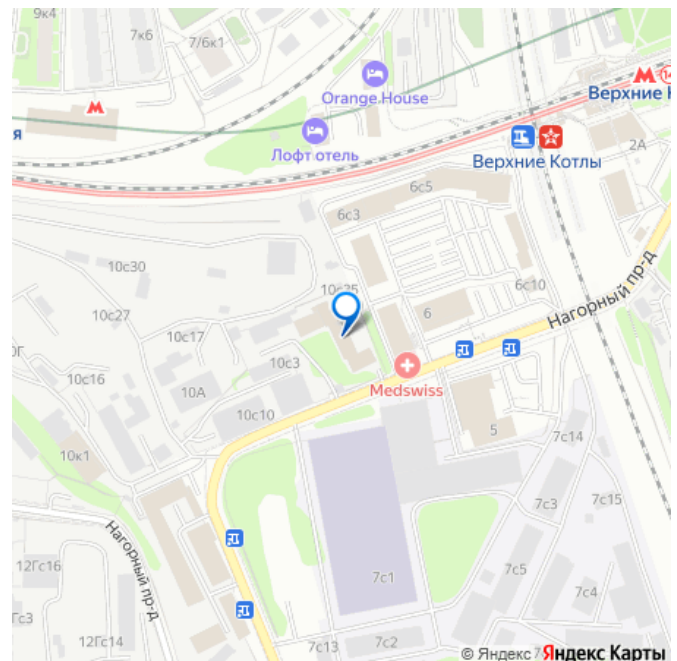 9к4
7к6
7/6к1
Orange House
Лофт отель
Верхние К
14
я
Верхние Котлы
2А
6с5
6с3
6с10
Нагорный пр-д
10с30
10с27
10с17
10с16
10А
10с3
10с10
10к1
6
Medswiss
5
7с14
7с3
7с15
7с5
7с4
7с1
7с2
7с13
Нагорный пр-д
12Гс16
12Гс14
© Яндекс
Яндекс Карты